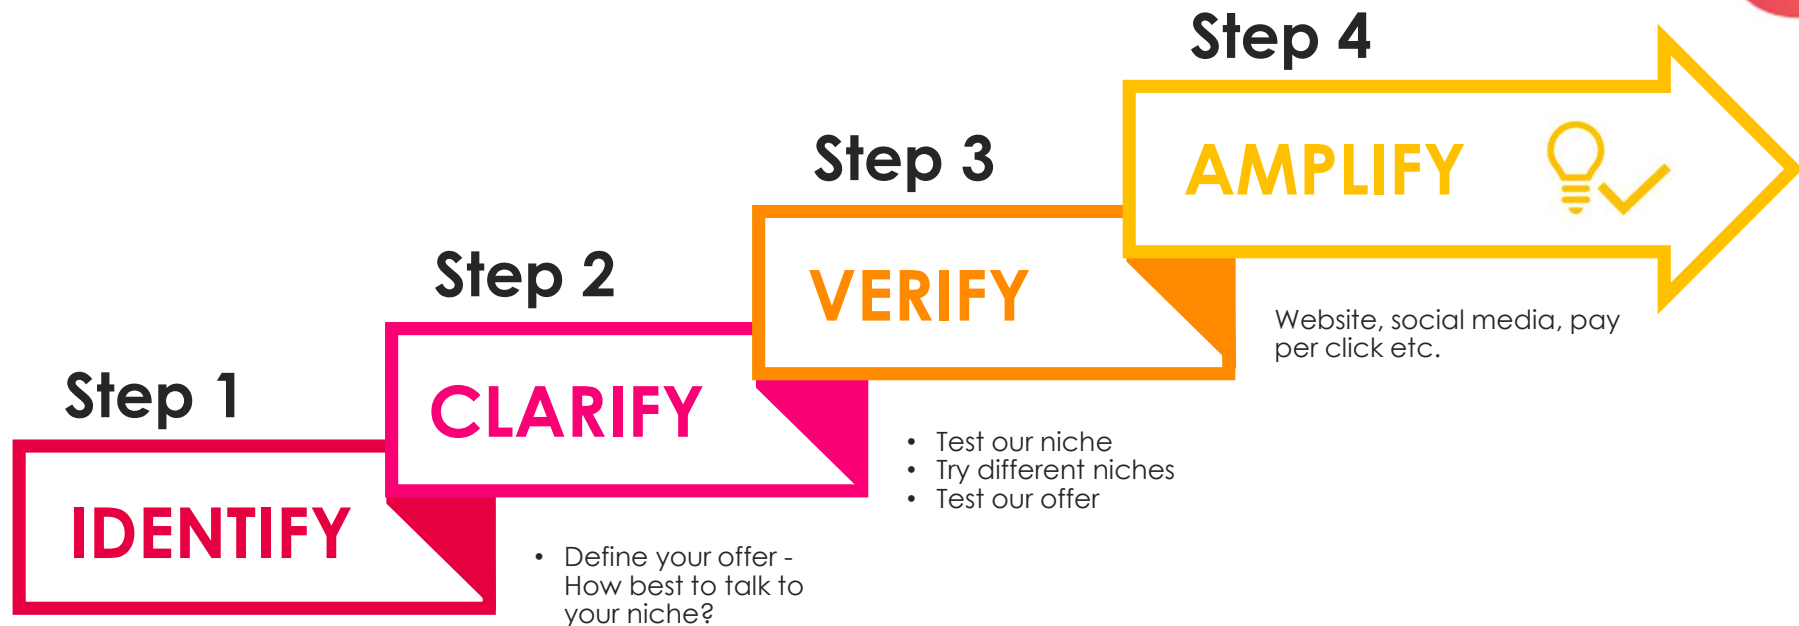 Step 1
IDENTIFY
Step 2
CLARIFY
• Define your offer -
How best to talk to
your niche?
Step 3
VERIFY
• Test our niche
• Try different niches
• Test our offer
Step 4
AMPLIFY
Website, social media, pay
per click etc.